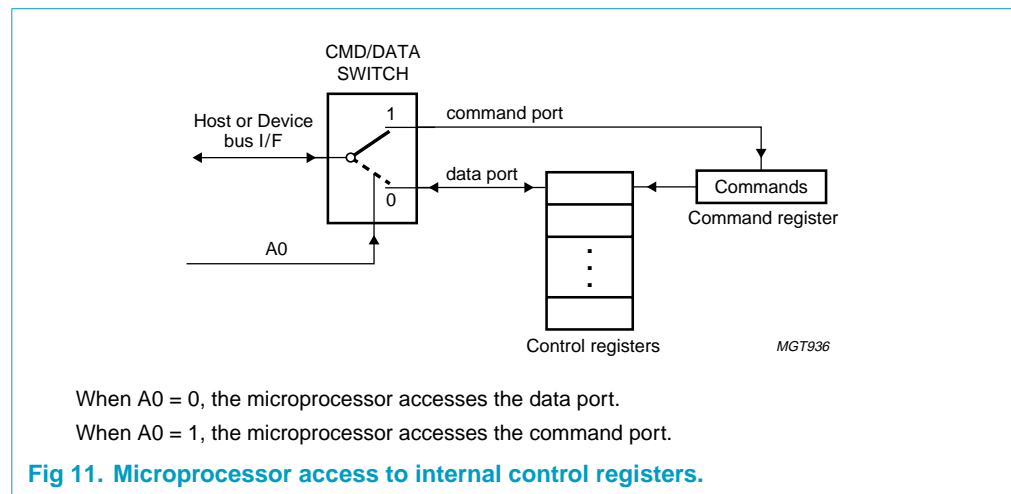 CMD/DATA
SWITCH
1
command port
Host or Device
bus I/F
data port
0
Commands
Command register
A0
Control registers
MGT936
When A0 = 0, the microprocessor accesses the data port.
When A0 = 1, the microprocessor accesses the command port.
Fig 11. Microprocessor access to internal control registers.